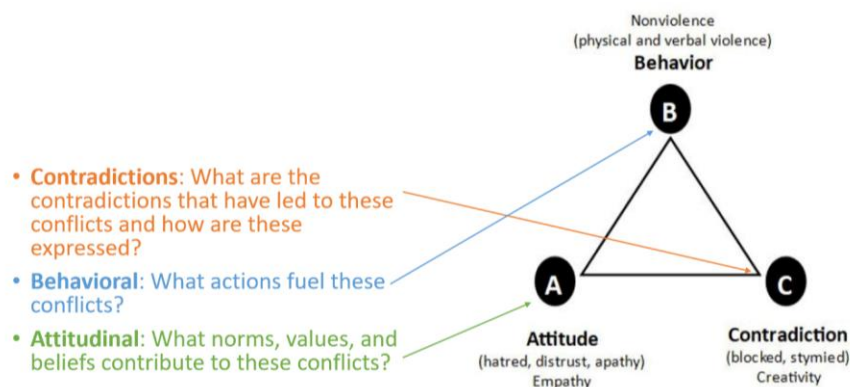 Nonviolence
(physical and verbal violence)
Behavior
B
• Contradictions: What are the
contradictions that have led to these
conflicts and how are these
expressed?
• Behavioral: What actions fuel these
conflicts?
• Attitudinal: What norms, values, and
beliefs contribute to these conflicts?
A
C
Attitude
(hatred, distrust, apathy)
Empathy
Contradiction
(blocked, stymied)
Creativity